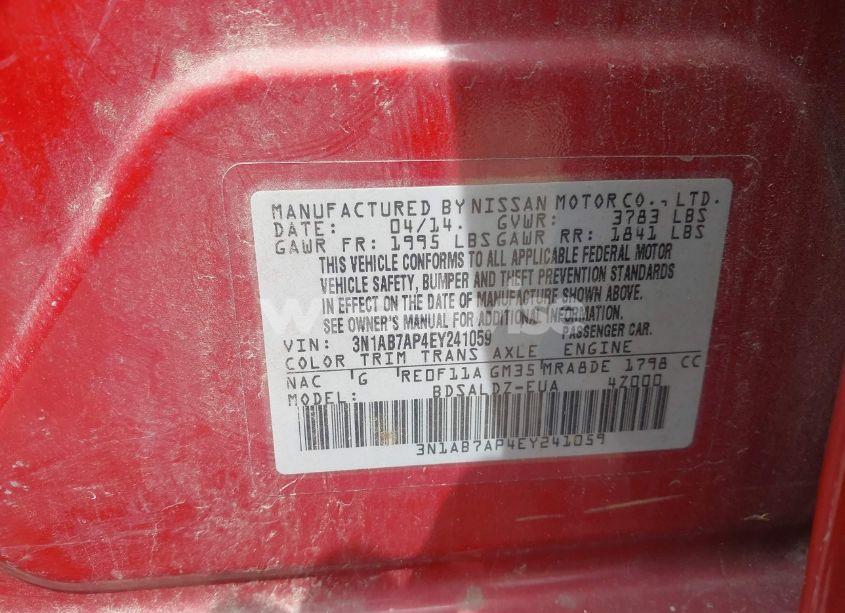 MANUFACTURED BY NISSAN MOTOR CO., LTD.
DATE: 04/14. GVWR: 3783 LBS
GAWR FR: 1995 LBS GAWR RR: 1841 LBS
THIS VEHICLE CONFORMS TO ALL APPLICABLE FEDERAL MOTOR
VEHICLE SAFETY, BUMPER AND THEFT PREVENTION STANDARDS
IN EFFECT ON THE DATE OF MANUFACTURE SHOWN ABOVE.
SEE OWNER'S MANUAL FOR ADDITIONAL INFORMATION.
VIN: 3N1AB7AP4EY241059 PASSENGER CAR.
COLOR TRIM TRANS AXLE ENGINE
NAC G RE0F11A GM35 MRA8DE 1798 CC
MODEL: BDSALDZ-EUA 4Z000
3N1AB7AP4EY241059